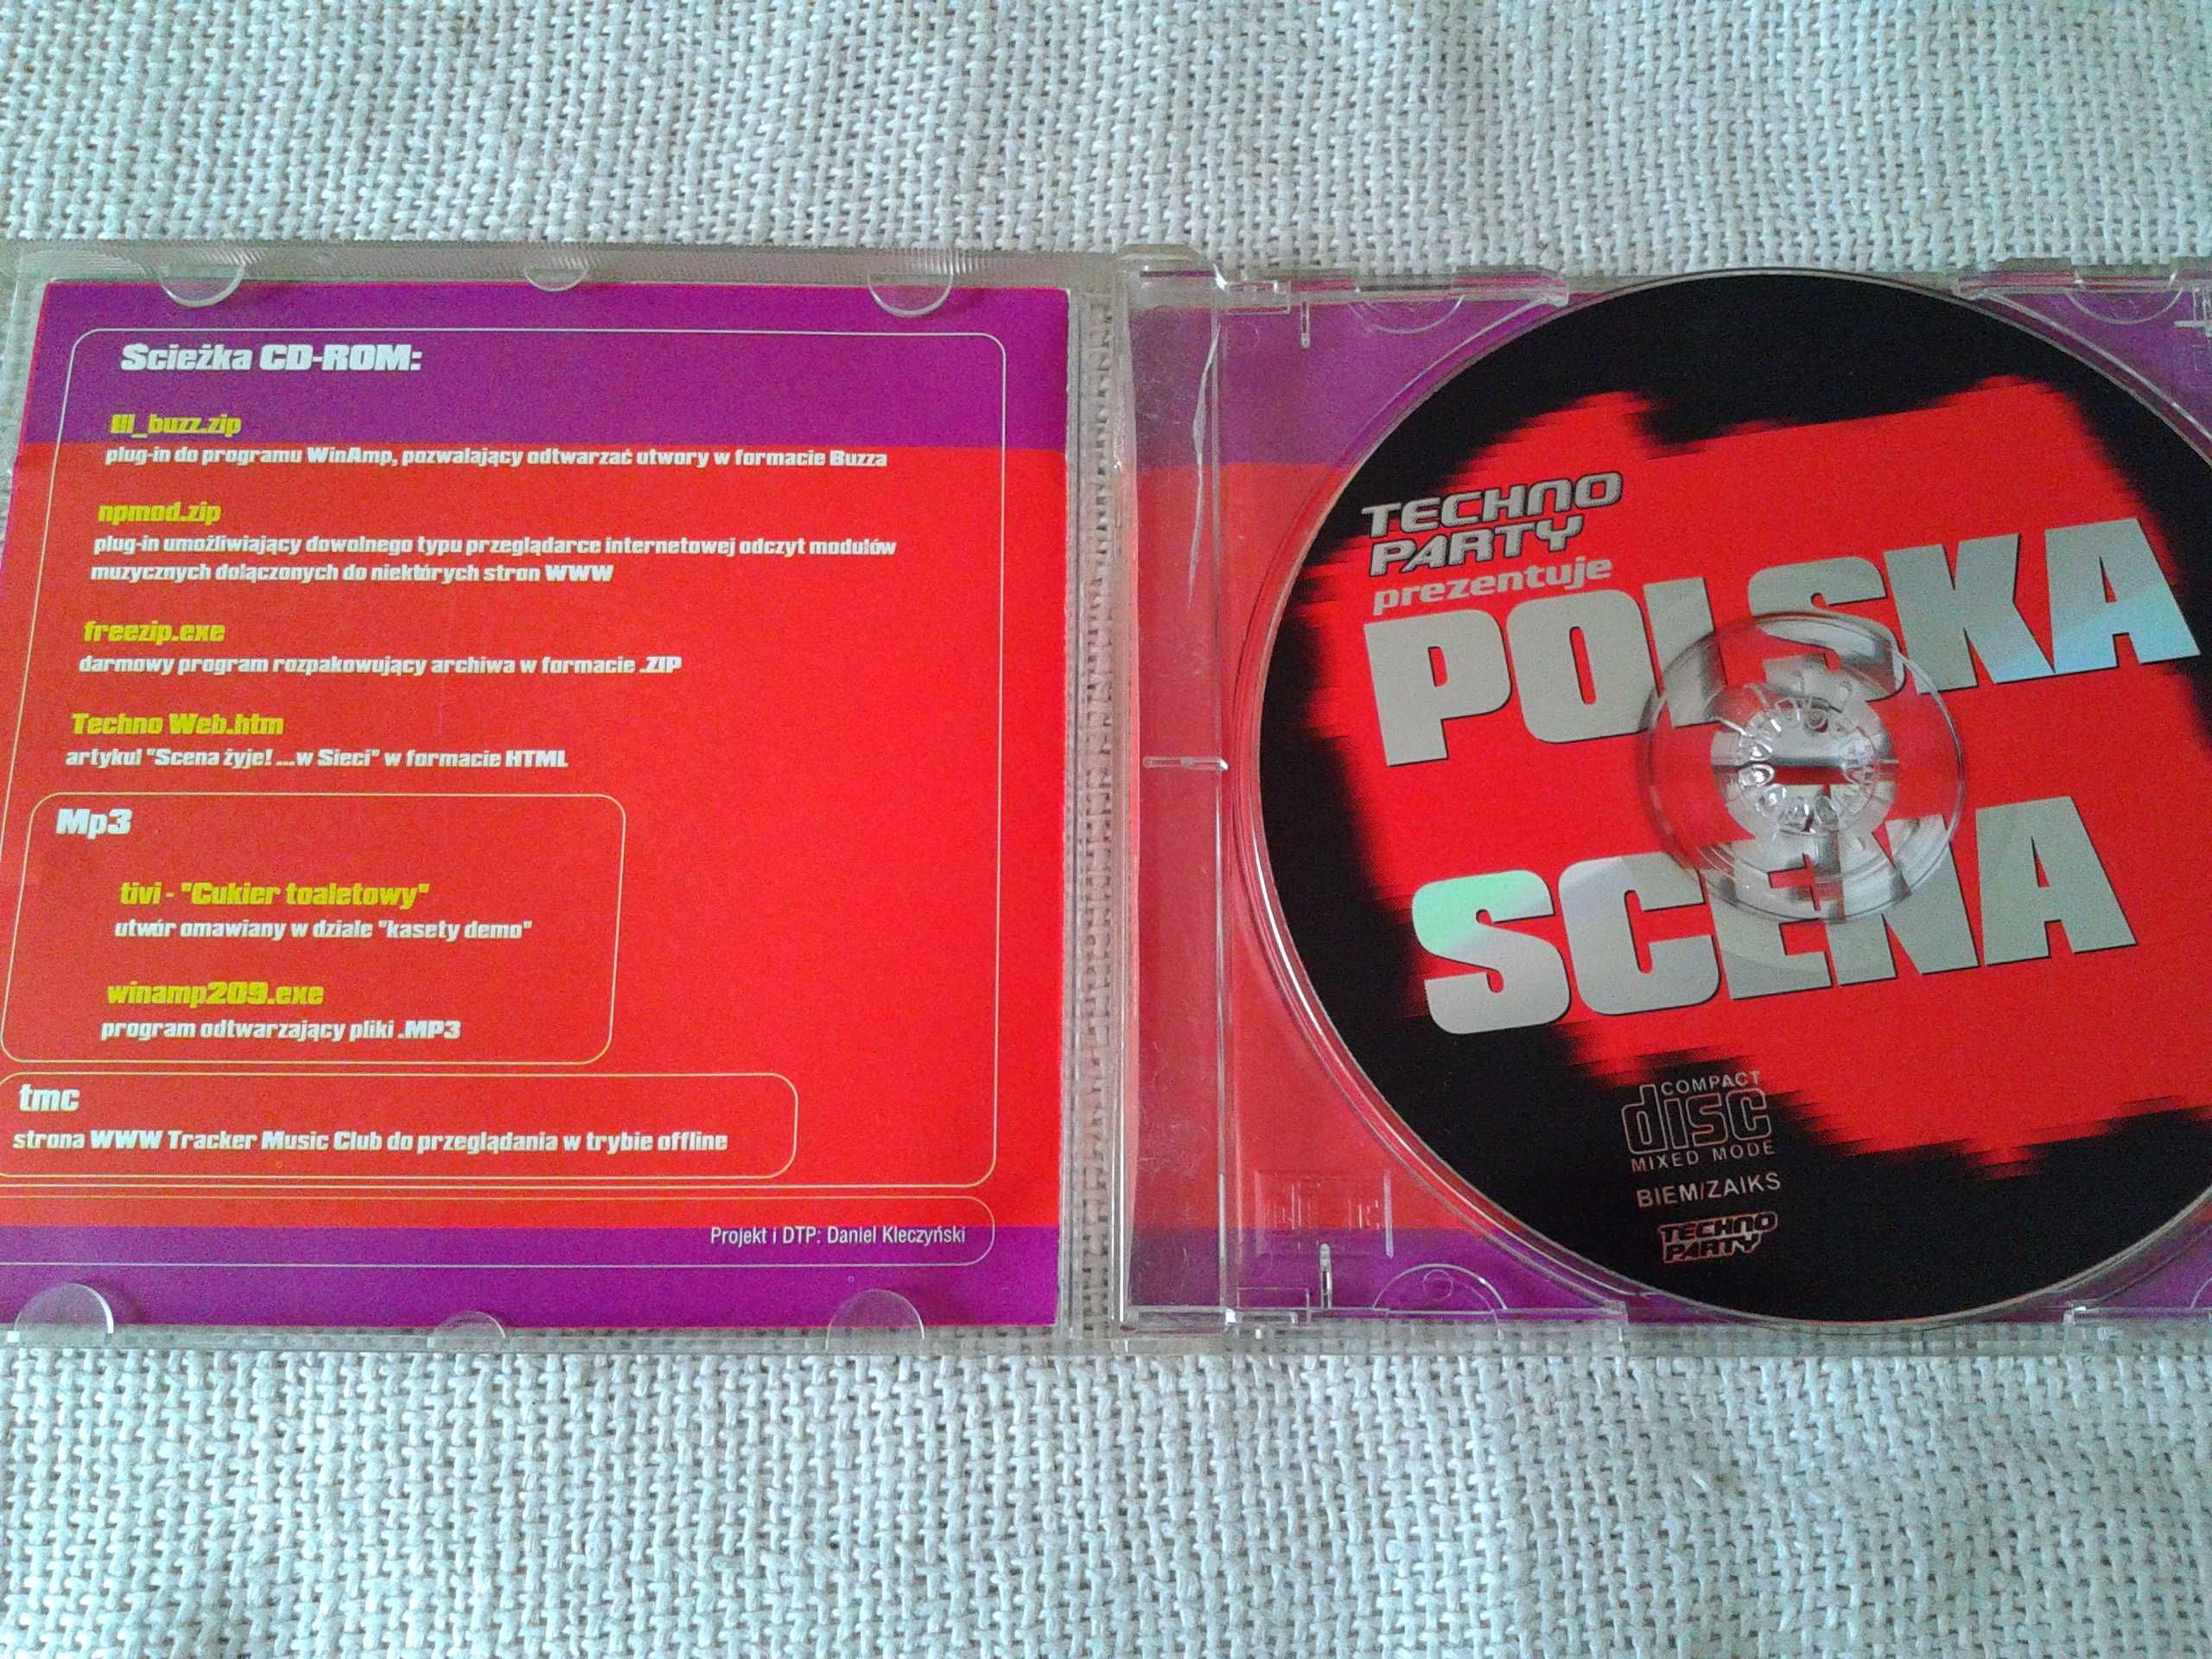 Ścieżka CD-ROM:
plug-in do programu WinAmp, pozwalający odtwarzać utwory w formacie Buzza
npmod.zip
plug-in umożliwiający dowolnego typu przeglądarce internetowej odczyt modułów
muzycznych dołączonych do niektórych stron WWW
freezip.exe
darmowy program rozpakowujący archiwa w formacie .ZIP
Techno Web.htm
artykuł "Scena żyje! ...w Sieci" w formacie HTML
Mp3
tivi - "Cukier toaletowy"
utwór omawiany w dziale "kasety demo"
winamp209.exe
program odtwarzający pliki .MP3
tmc
strona WWW Tracker Music Club do przeglądania w trybie offline
Projekt i DTP: Daniel Kleczyński
TECHNO
PARTY
prezentuje
POLSKA
SCENA
COMPACT
disc
MIXED MODE
BIEM/ZAIKS
TECHNO
PARTY